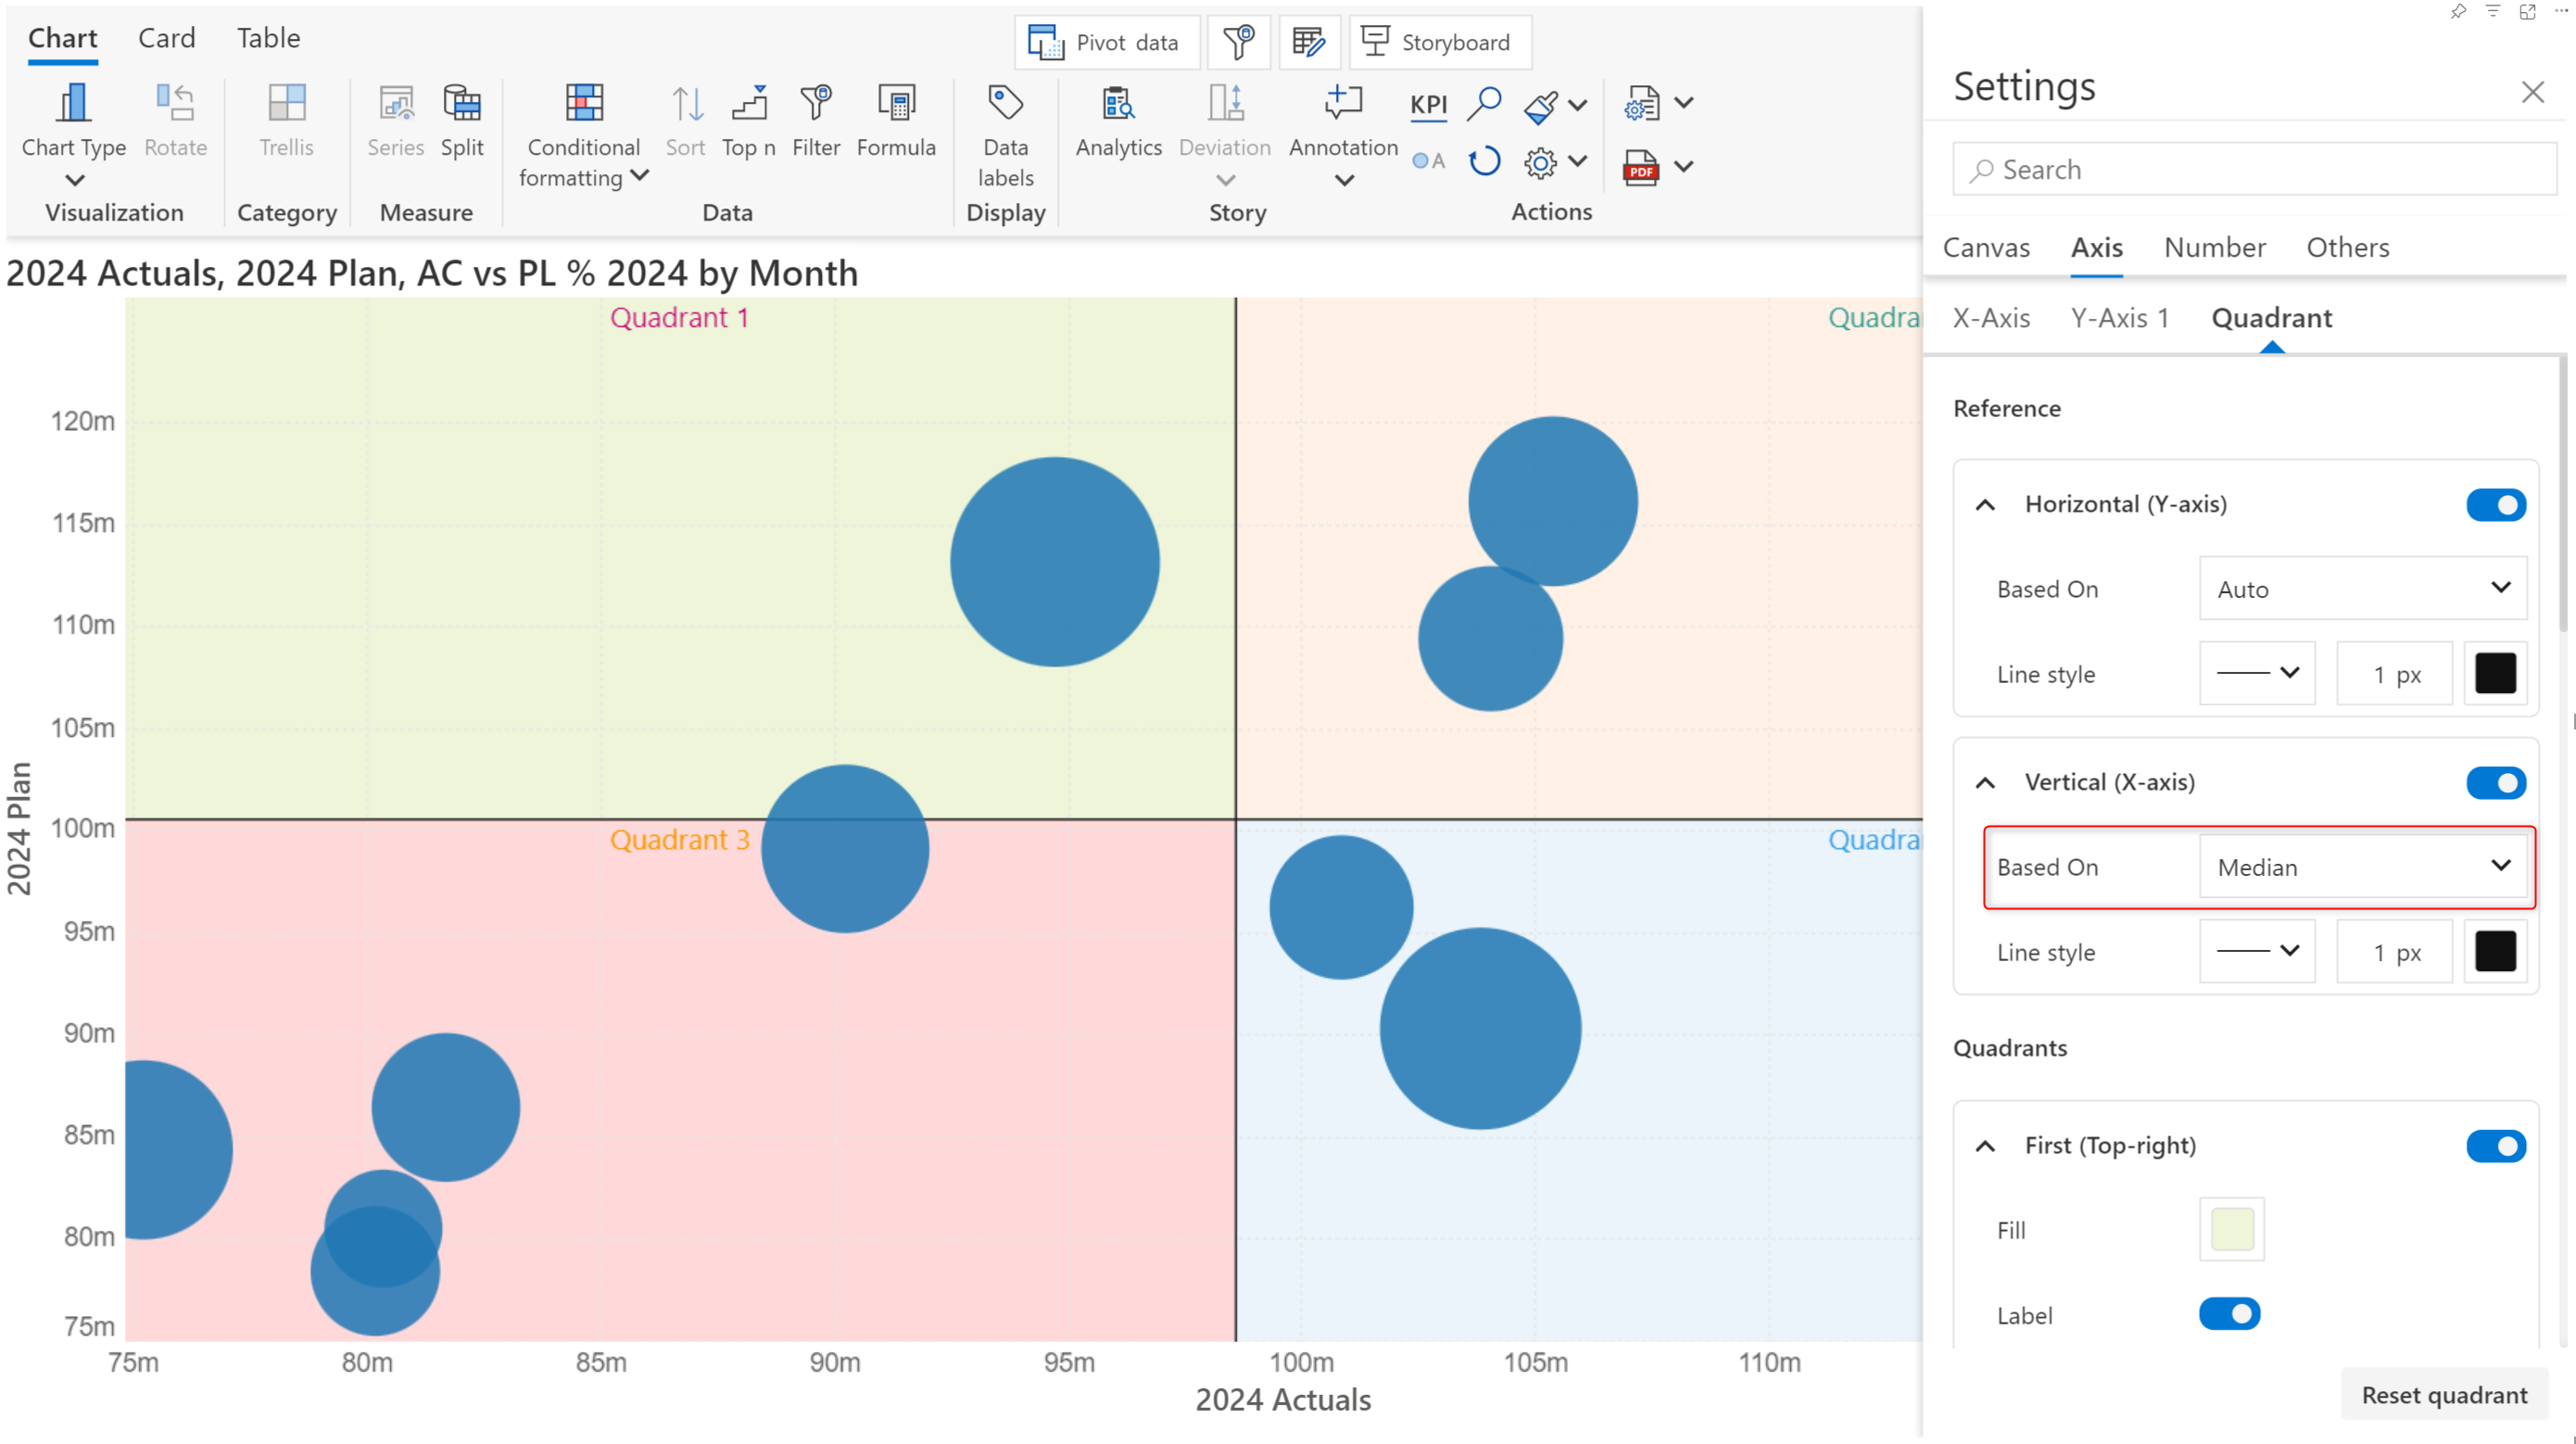 Chart Card Table
Pivot data
Storyboard
Chart Type
Rotate
Trellis
Series
Split
Conditional
formatting
Sort
Top n
Filter
Formula
Data
labels
Analytics
Deviation
Annotation
KPI
A
PDF
Visualization
Category
Measure
Data
Display
Story
Actions
2024 Actuals, 2024 Plan, AC vs PL % 2024 by Month
Quadrant 1
Quadra
Quadrant 3
Quadra
2024 Plan
120m
115m
110m
105m
100m
95m
90m
85m
80m
75m
75m 80m 85m 90m 95m 100m 105m 110m
2024 Actuals
Settings
Search
Canvas Axis Number Others
X-Axis Y-Axis 1 Quadrant
Reference
Horizontal (Y-axis)
Based On Auto
Line style 1 px
Vertical (X-axis)
Based On Median
Line style 1 px
Quadrants
First (Top-right)
Fill
Label
Reset quadrant